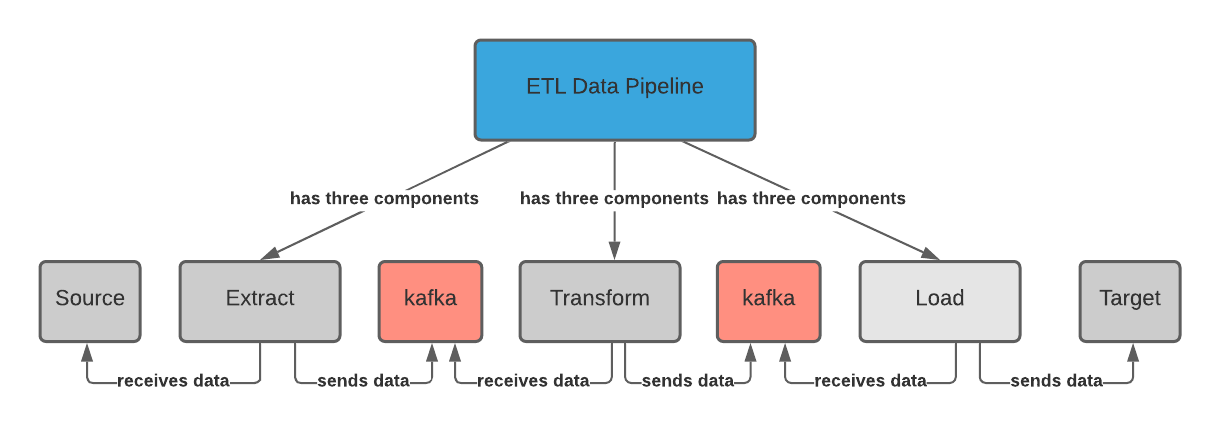 ETL Data Pipeline
has three components
has three components
has three components
Source
Extract
kafka
Transform
kafka
Load
Target
receives data
sends data
receives data
sends data
receives data
sends data